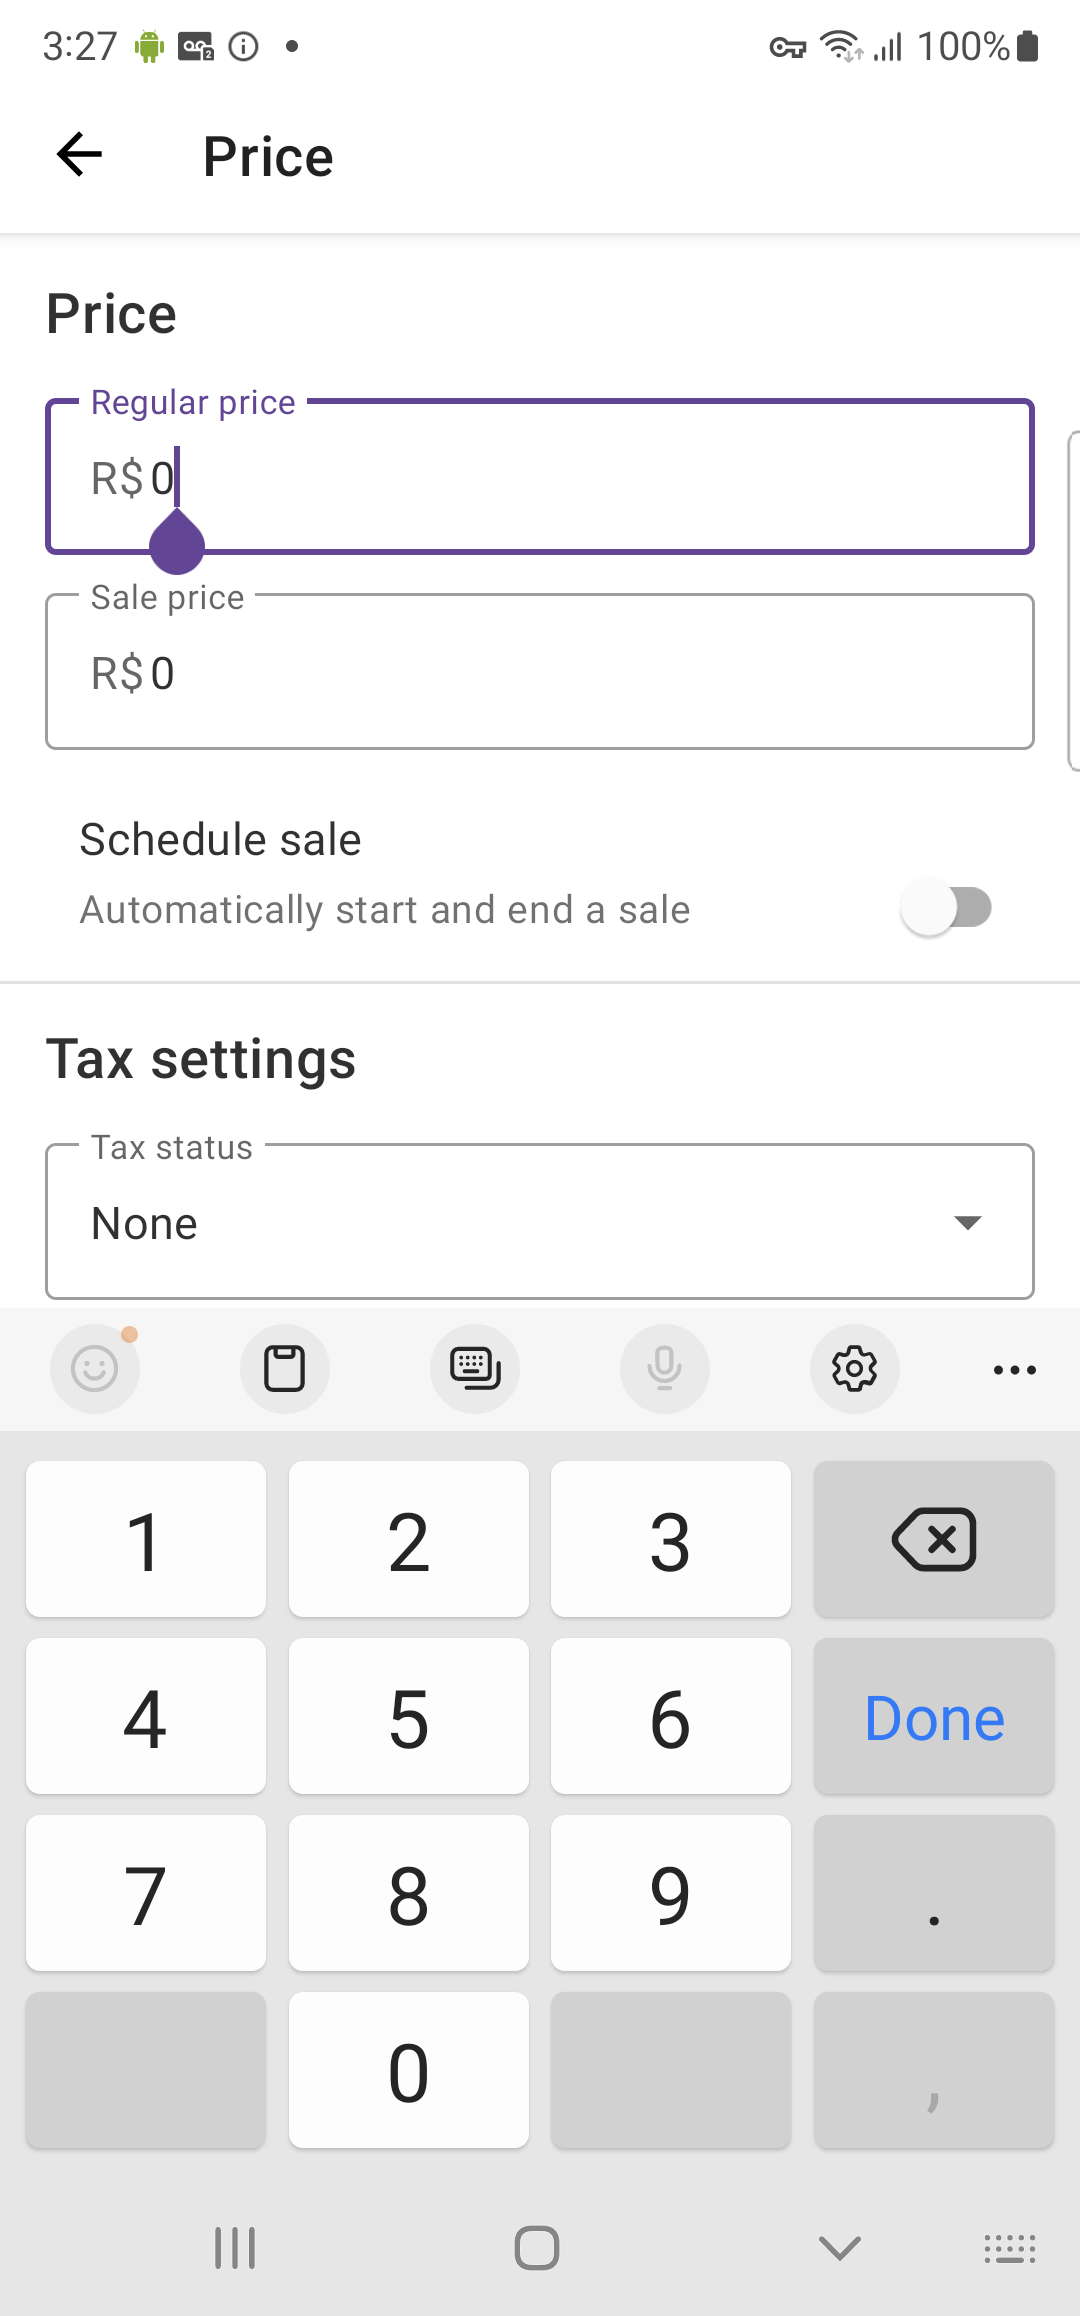 3:27 100%
Price
Price
Regular price
R$ 0
Sale price
R$ 0
Schedule sale
Automatically start and end a sale
Tax settings
Tax status
None
1 2 3
4 5 6 Done
7 8 9 .
0 ,